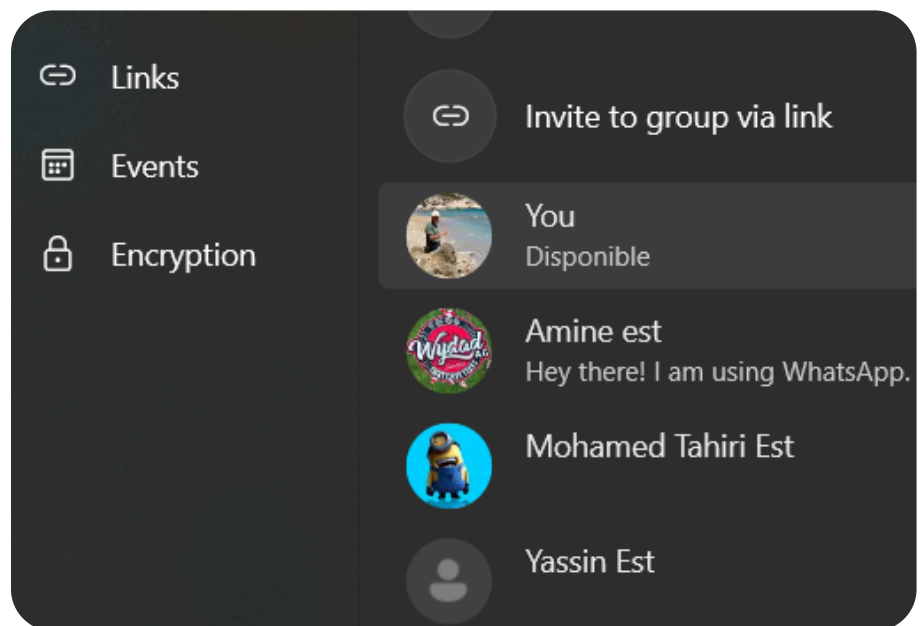 Links
Events
Encryption
Invite to group via link
You
Disponible
Amine est
Wydad
Hey there! I am using WhatsApp.
Mohamed Tahiri Est
Yassin Est